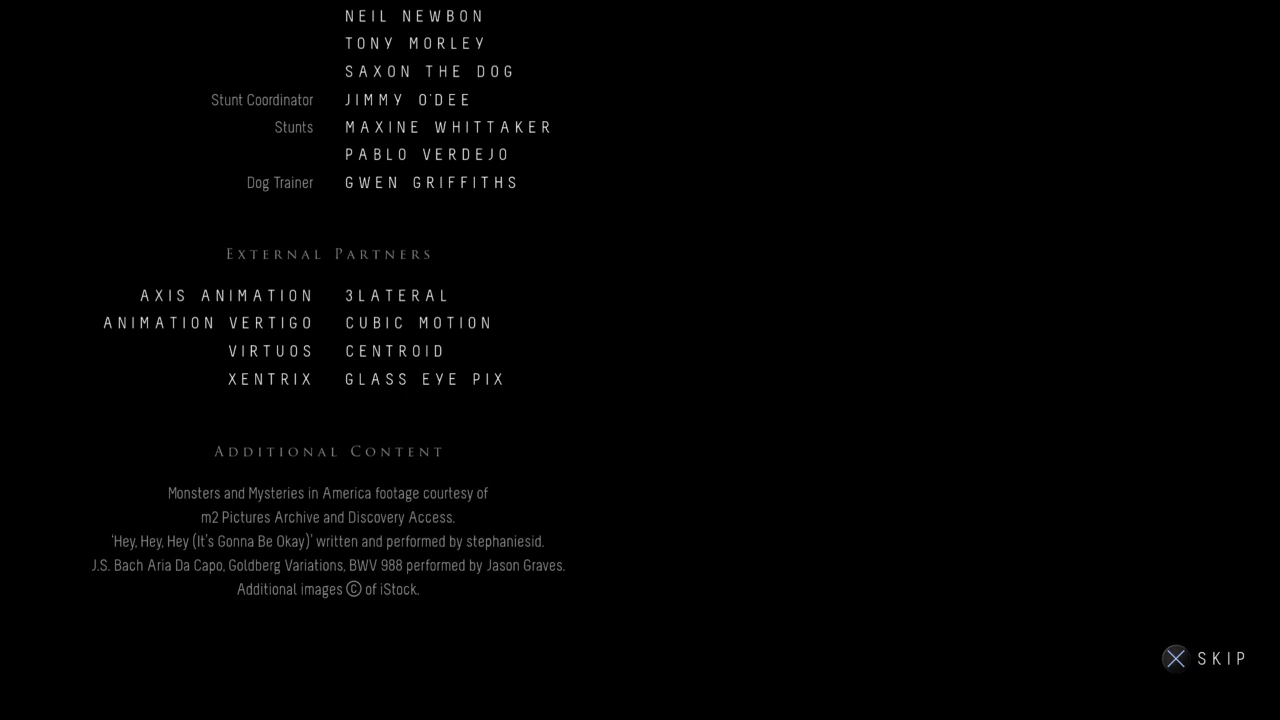 NEIL NEWBON
TONY MORLEY
SAXON THE DOG
Stunt Coordinator JIMMY O'DEE
Stunts MAXINE WHITTAKER
PABLO VERDEJO
Dog Trainer GWEN GRIFFITHS
EXTERNAL PARTNERS
AXIS ANIMATION 3LATERAL
ANIMATION VERTIGO CUBIC MOTION
VIRTUOS CENTROID
XENTRIX GLASS EYE PIX
ADDITIONAL CONTENT
Monsters and Mysteries in America footage courtesy of
m2 Pictures Archive and Discovery Access.
'Hey, Hey, Hey (It's Gonna Be Okay)' written and performed by stephaniesid.
J.S. Bach Aria Da Capo, Goldberg Variations, BWV 988 performed by Jason Graves.
Additional images © of iStock.
SKIP